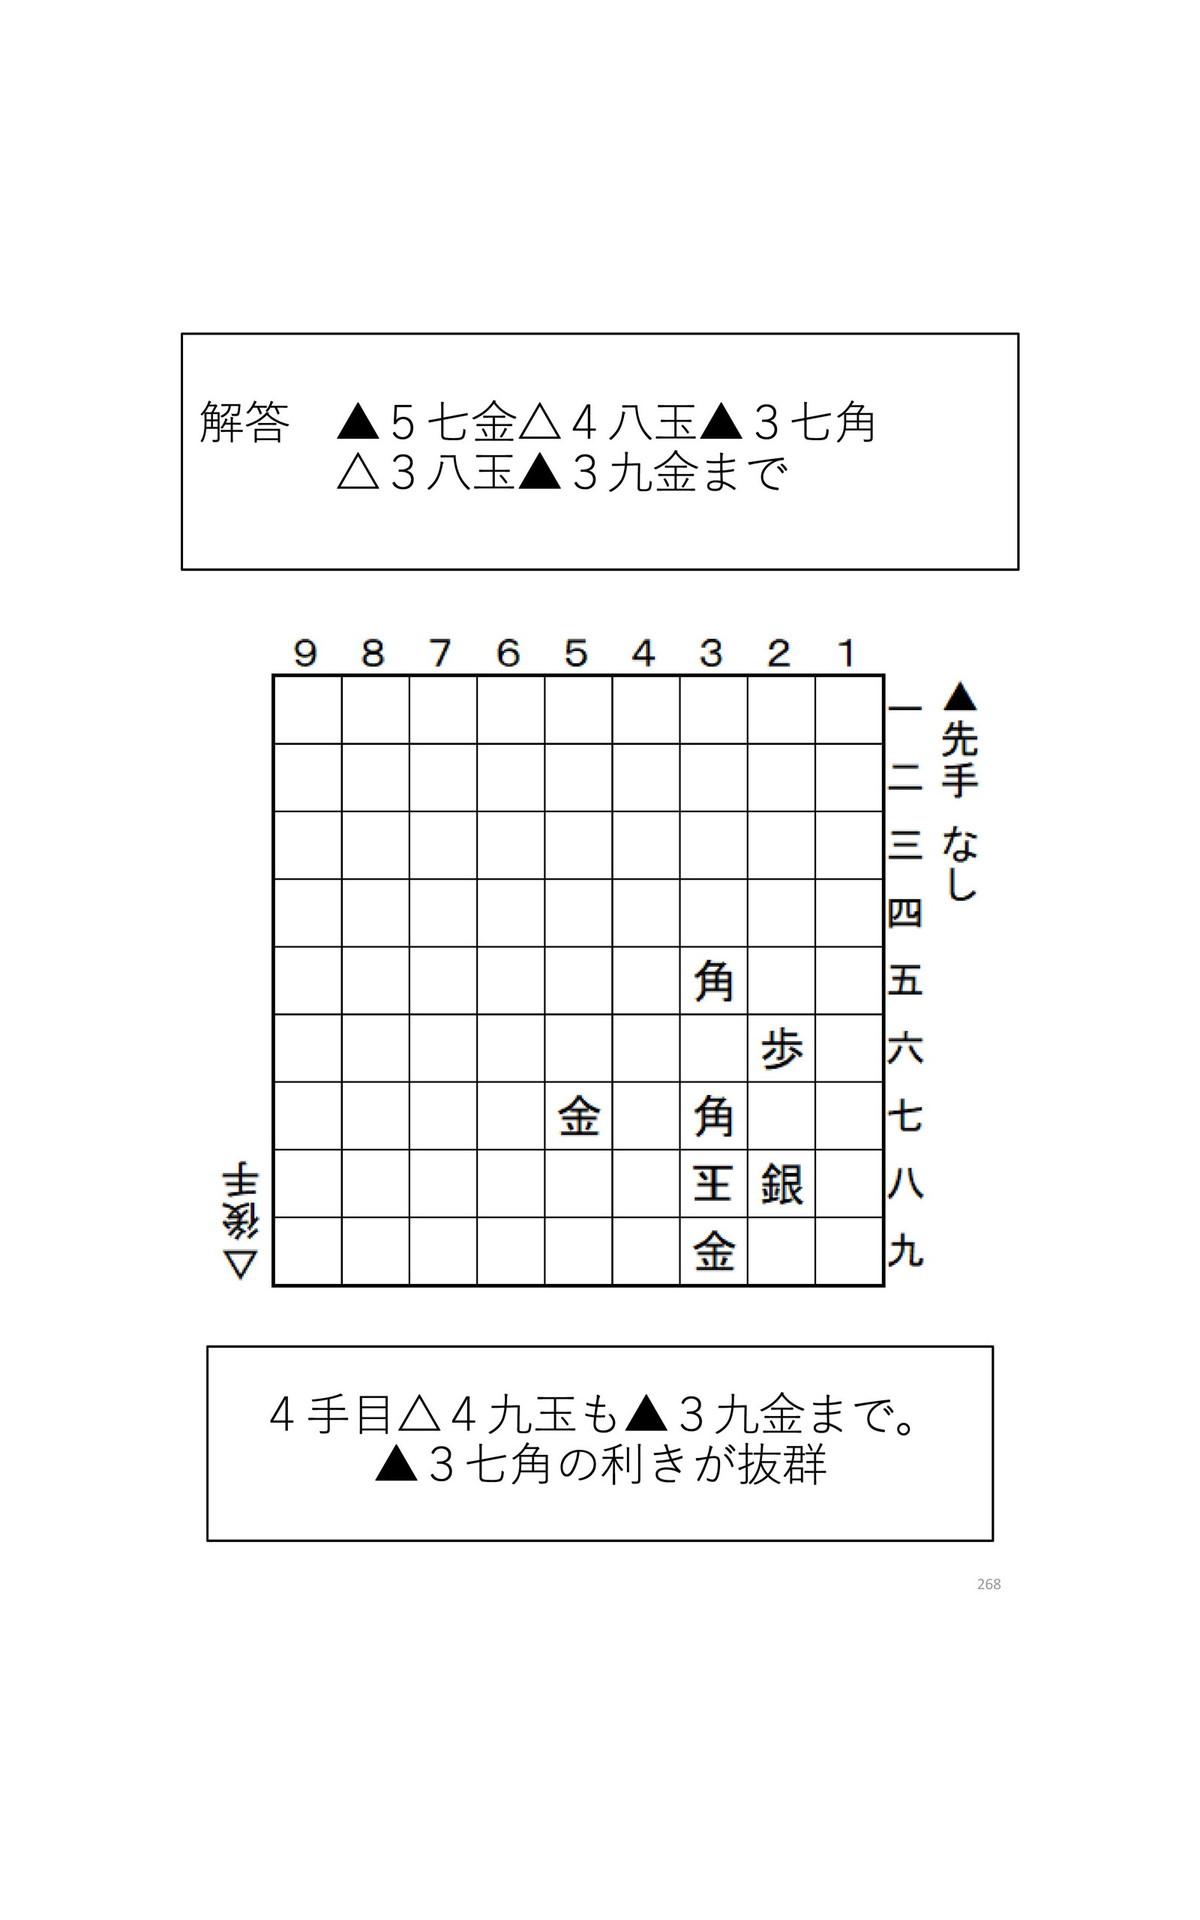 解答　▲５七金△４八玉▲３七角
△３八玉▲３九金まで
9 8 7 6 5 4 3 2 1
一
▲先手 なし
二
三
四
角 五
歩 六
金 角 七
王 銀 八
金 九
△後手
４手目△４九玉も▲３九金まで。
▲３七角の利きが抜群
268